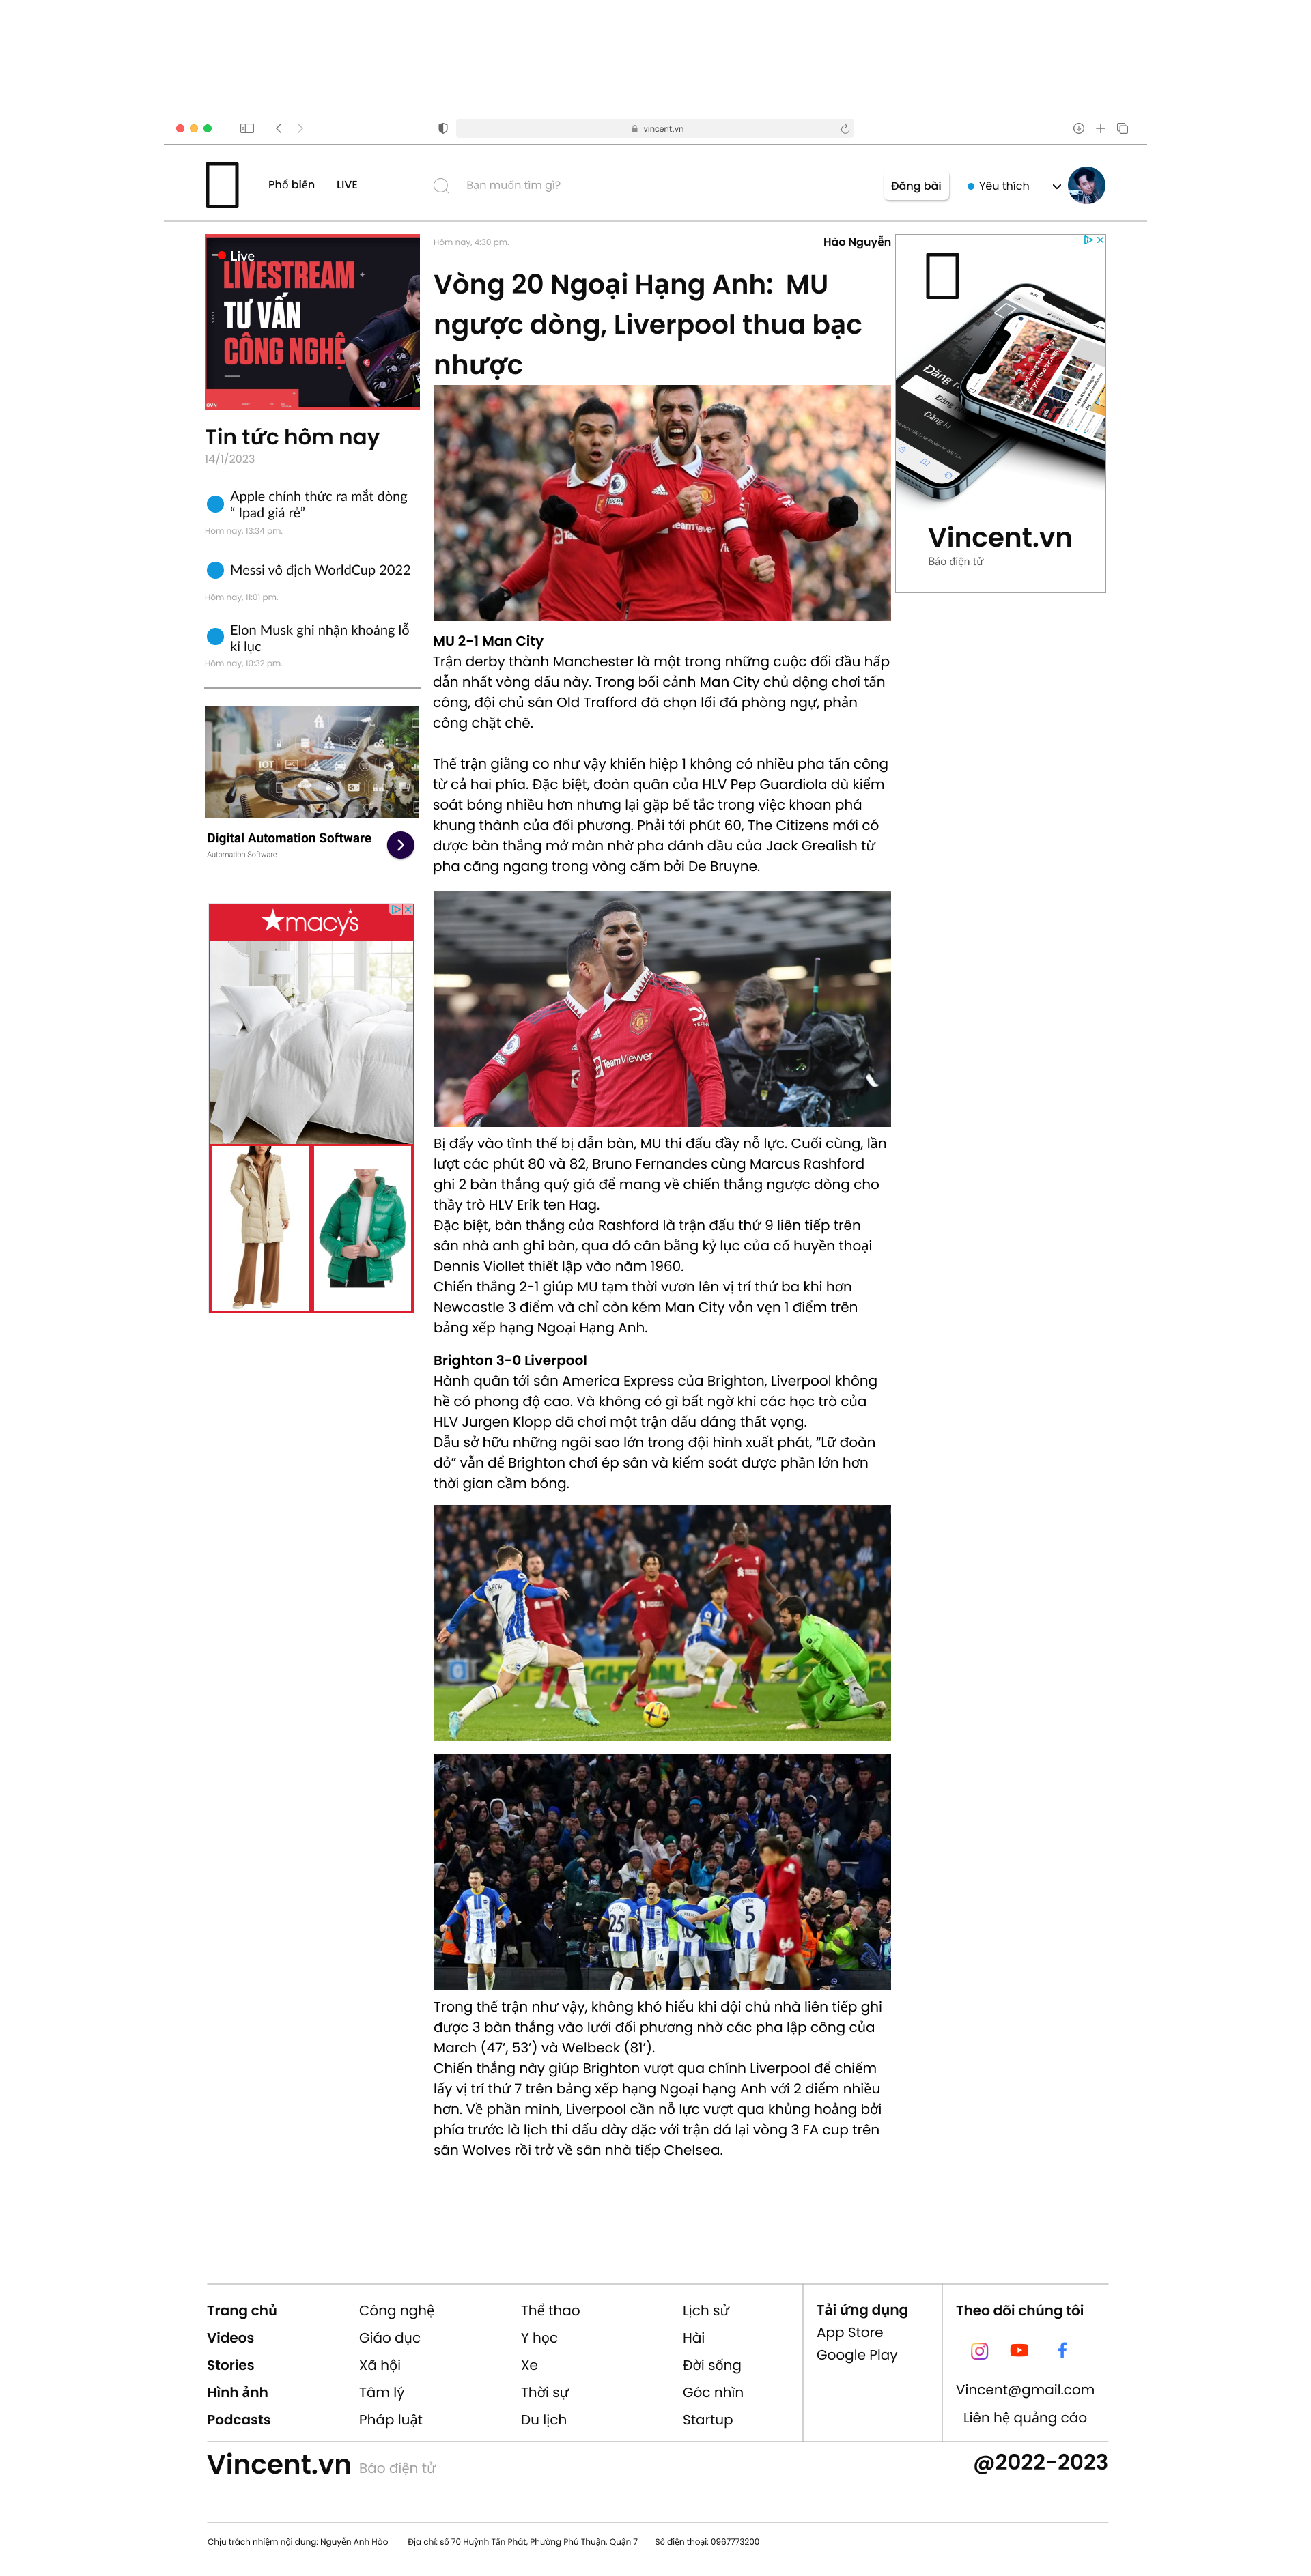 vincent.vn
Phổ biến
LIVE
Bạn muốn tìm gì?
Đăng bài
Yêu thích
Live
LIVESTREAM
TƯ VẤN
CÔNG NGHỆ
Tin tức hôm nay
14/1/2023
Apple chính thức ra mắt dòng
“ Ipad giá rẻ”
Hôm nay, 13:34 pm.
Messi vô địch WorldCup 2022
Hôm nay, 11:01 pm.
Elon Musk ghi nhận khoảng lỗ
kỉ lục
Hôm nay, 10:32 pm.
IOT
Digital Automation Software
Automation Software
macy's
Hôm nay, 4:30 pm.
Hào Nguyễn
Vòng 20 Ngoại Hạng Anh:  MU
ngược dòng, Liverpool thua bạc
nhược
MU 2-1 Man City
Trận derby thành Manchester là một trong những cuộc đối đầu hấp
dẫn nhất vòng đấu này. Trong bối cảnh Man City chủ động chơi tấn
công, đội chủ sân Old Trafford đã chọn lối đá phòng ngự, phản
công chặt chẽ.
Thế trận giằng co như vậy khiến hiệp 1 không có nhiều pha tấn công
từ cả hai phía. Đặc biệt, đoàn quân của HLV Pep Guardiola dù kiểm
soát bóng nhiều hơn nhưng lại gặp bế tắc trong việc khoan phá
khung thành của đối phương. Phải tới phút 60, The Citizens mới có
được bàn thắng mở màn nhờ pha đánh đầu của Jack Grealish từ
pha căng ngang trong vòng cấm bởi De Bruyne.
TeamViewer
Bị đẩy vào tình thế bị dẫn bàn, MU thi đấu đầy nỗ lực. Cuối cùng, lần
lượt các phút 80 và 82, Bruno Fernandes cùng Marcus Rashford
ghi 2 bàn thắng quý giá để mang về chiến thắng ngược dòng cho
thầy trò HLV Erik ten Hag.
Đặc biệt, bàn thắng của Rashford là trận đấu thứ 9 liên tiếp trên
sân nhà anh ghi bàn, qua đó cân bằng kỷ lục của cố huyền thoại
Dennis Viollet thiết lập vào năm 1960.
Chiến thắng 2-1 giúp MU tạm thời vươn lên vị trí thứ ba khi hơn
Newcastle 3 điểm và chỉ còn kém Man City vỏn vẹn 1 điểm trên
bảng xếp hạng Ngoại Hạng Anh.
Brighton 3-0 Liverpool
Hành quân tới sân America Express của Brighton, Liverpool không
hề có phong độ cao. Và không có gì bất ngờ khi các học trò của
HLV Jurgen Klopp đã chơi một trận đấu đáng thất vọng.
Dẫu sở hữu những ngôi sao lớn trong đội hình xuất phát, “Lữ đoàn
đỏ” vẫn để Brighton chơi ép sân và kiểm soát được phần lớn hơn
thời gian cầm bóng.
MARCH
7
25
14
5
66
Trong thế trận như vậy, không khó hiểu khi đội chủ nhà liên tiếp ghi
được 3 bàn thắng vào lưới đối phương nhờ các pha lập công của
March (47’, 53’) và Welbeck (81’).
Chiến thắng này giúp Brighton vượt qua chính Liverpool để chiếm
lấy vị trí thứ 7 trên bảng xếp hạng Ngoại hạng Anh với 2 điểm nhiều
hơn. Về phần mình, Liverpool cần nỗ lực vượt qua khủng hoảng bởi
phía trước là lịch thi đấu dày đặc với trận đá lại vòng 3 FA cup trên
sân Wolves rồi trở về sân nhà tiếp Chelsea.
Đăng kí
Vincent.vn
Báo điện tử
Trang chủ
Videos
Stories
Hình ảnh
Podcasts
Công nghệ
Giáo dục
Xã hội
Tâm lý
Pháp luật
Thể thao
Y học
Xe
Thời sự
Du lịch
Lịch sử
Hài
Đời sống
Góc nhìn
Startup
Tải ứng dụng
App Store
Google Play
Theo dõi chúng tôi
Vincent@gmail.com
Liên hệ quảng cáo
Vincent.vn Báo điện tử
@2022-2023
Chịu trách nhiệm nội dung: Nguyễn Anh Hào
Địa chỉ: số 70 Huỳnh Tấn Phát, Phường Phú Thuận, Quận 7
Số điện thoại: 0967773200